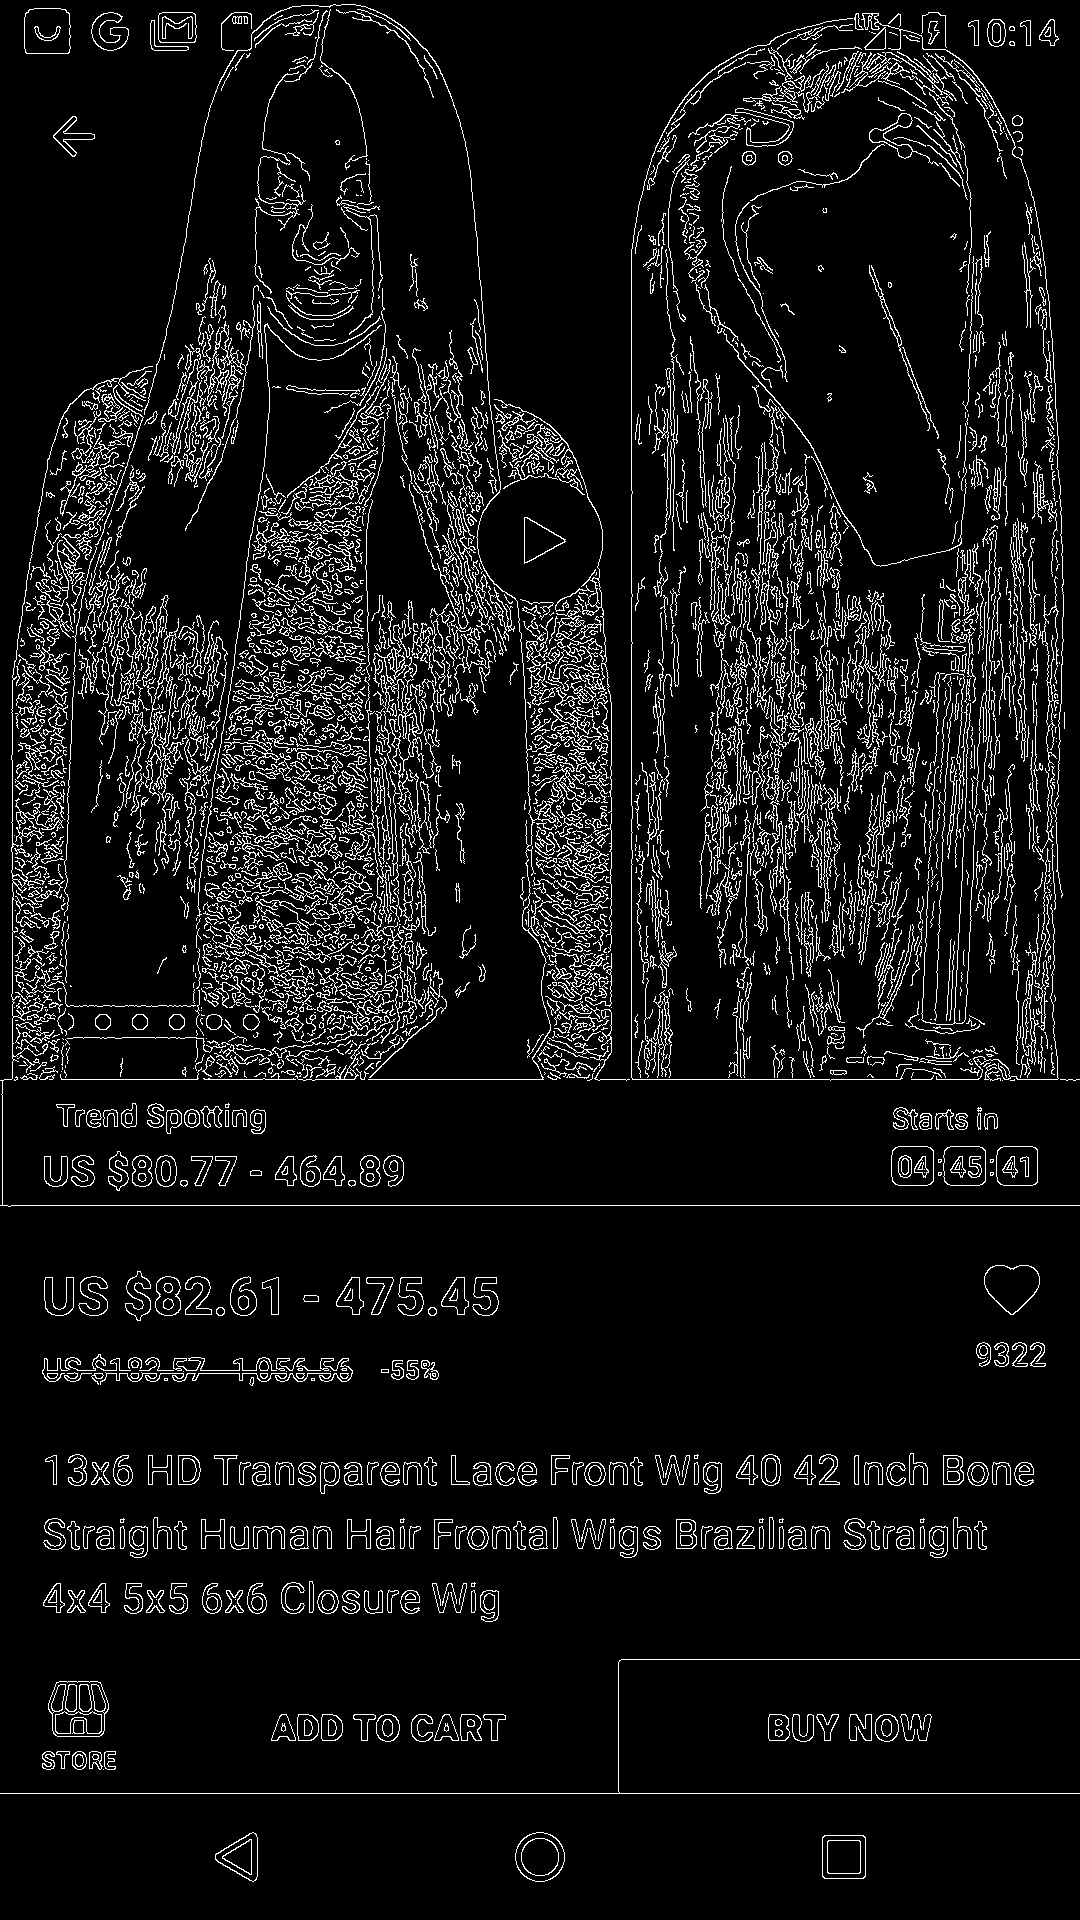 LTE 10:14
Trend Spotting
Starts in
US $80.77 - 464.89
04:45:41
US $82.61 - 475.45
US $183.57 - 1,056.56 -55%
9322
13x6 HD Transparent Lace Front Wig 40 42 Inch Bone
Straight Human Hair Frontal Wigs Brazilian Straight
4x4 5x5 6x6 Closure Wig
STORE
ADD TO CART
BUY NOW